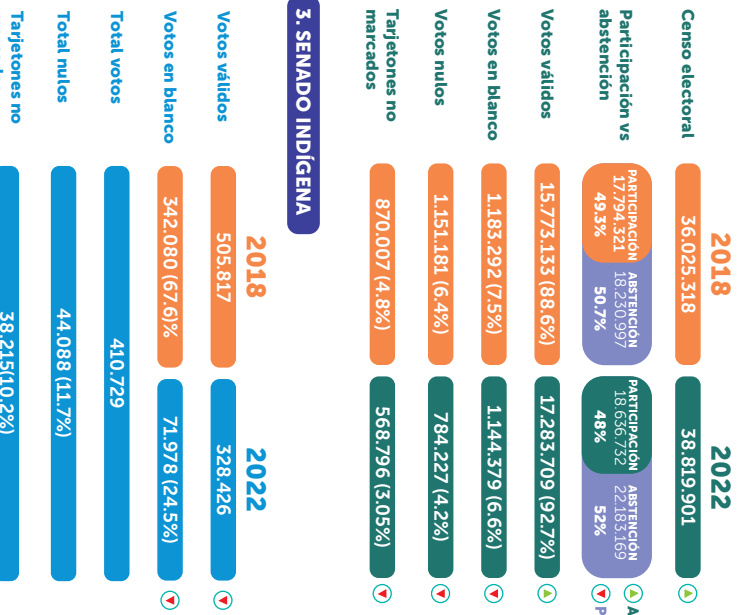 2018
2022
Censo electoral
36.025.318
38.819.901
Participación vs
abstención
PARTICIPACIÓN
17.794.321
49.3%
ABSTENCIÓN
18.230.997
50.7%
PARTICIPACIÓN
18.636.732
48%
ABSTENCIÓN
22.183.169
52%
A
P
Votos válidos
15.773.133 (88.6%)
17.283.709 (92.7%)
Votos en blanco
1.183.292 (7.5%)
1.144.379 (6.6%)
Votos nulos
1.151.181 (6.4%)
784.227 (4.2%)
Tarjetones no
marcados
870.007 (4.8%)
568.796 (3.05%)
3. SENADO INDÍGENA
2018
2022
Votos válidos
505.817
328.426
Votos en blanco
342.080 (67.6)%
71.978 (24.5%)
Total votos
410.729
Total nulos
44.088 (11.7%)
Tarjetones no
38.215(10.2%)